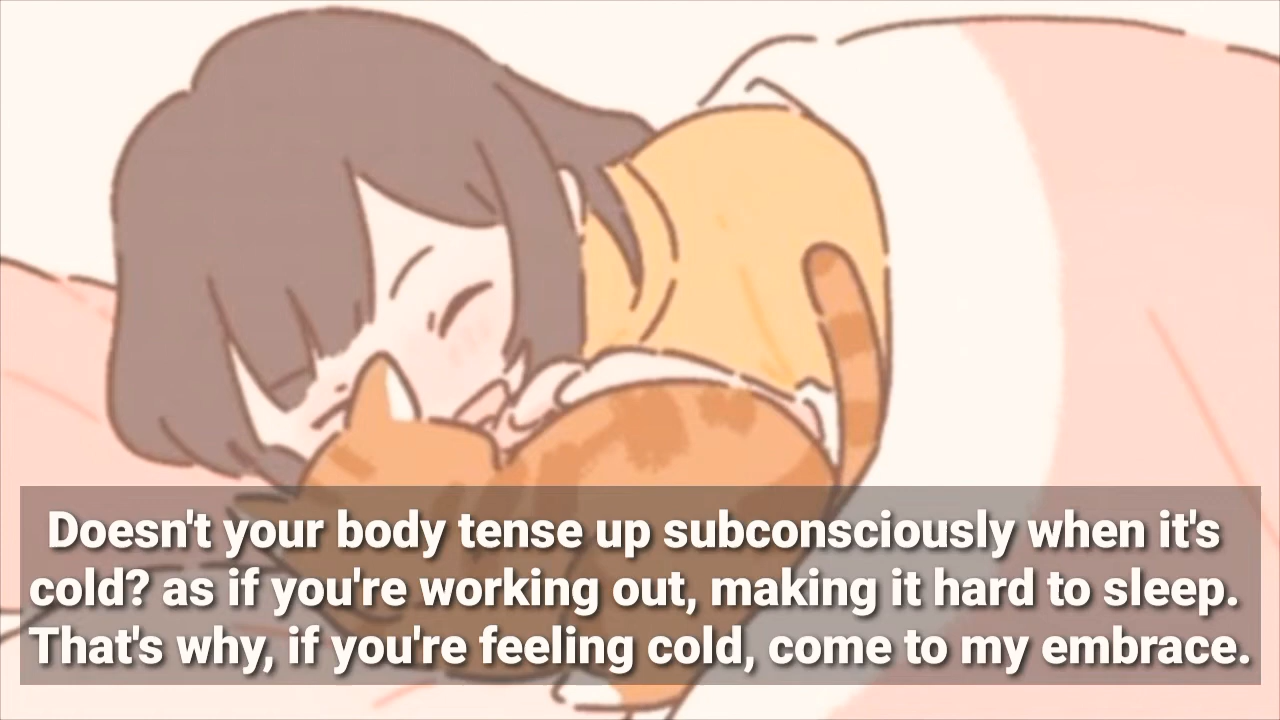 Doesn't your body tense up subconsciously when it's
cold? as if you're working out, making it hard to sleep.
That's why, if you're feeling cold, come to my embrace.